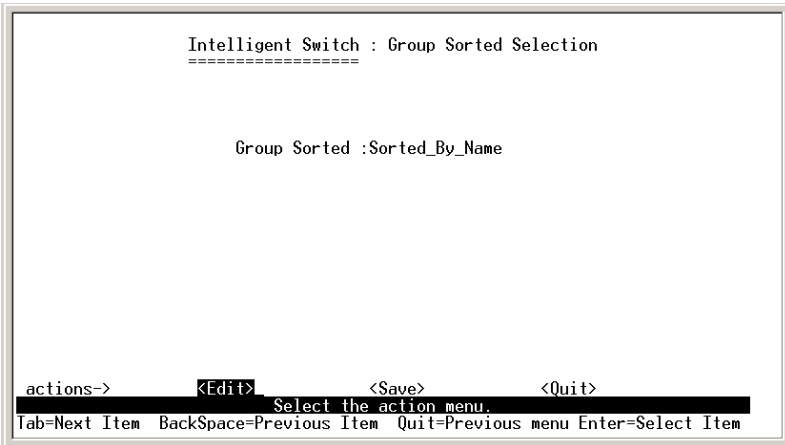 Intelligent Switch : Group Sorted Selection
==================
Group Sorted :Sorted_By_Name
actions-> <Edit>_ <Save> <Quit>
Select the action menu.
Tab=Next Item BackSpace=Previous Item Quit=Previous menu Enter=Select Item